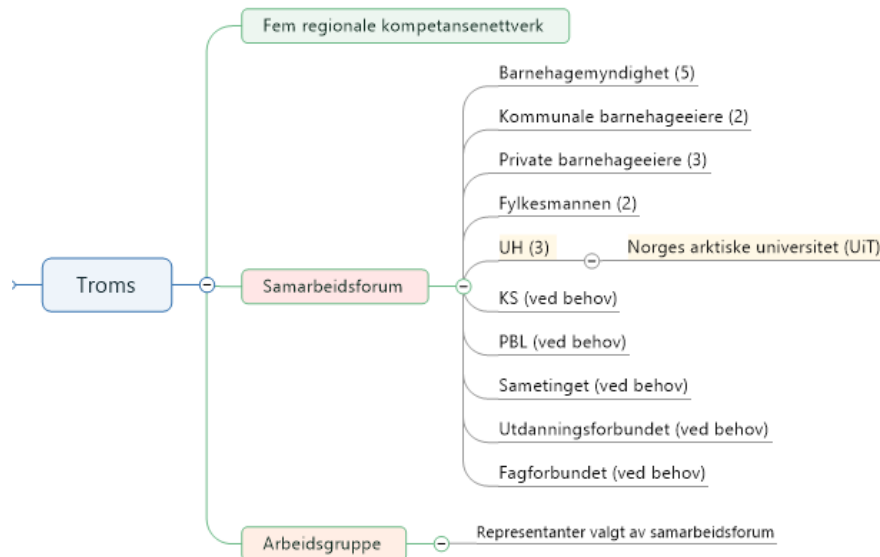 Fem regionale kompetansenettverk
Barnehagemyndighet (5)
Kommunale barnehageeiere (2)
Private barnehageeiere (3)
Fylkesmannen (2)
UH (3)
Norges arktiske universitet (UiT)
Troms
Samarbeidsforum
KS (ved behov)
PBL (ved behov)
Sametinget (ved behov)
Utdanningsforbundet (ved behov)
Fagforbundet (ved behov)
Arbeidsgruppe
Representanter valgt av samarbeidsforum